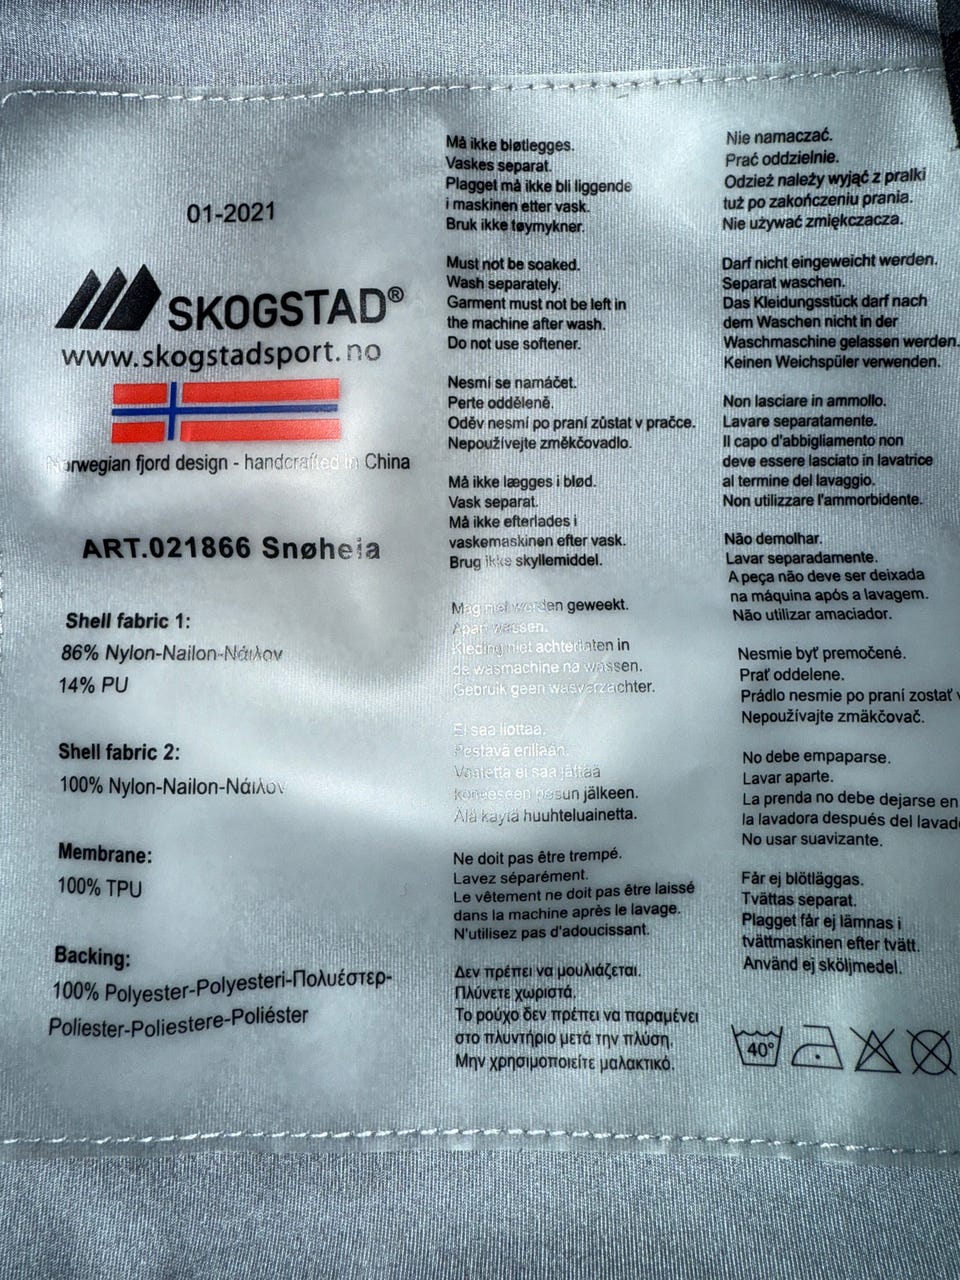 01-2021
SKOGSTAD®
www.skogstadsport.no
Norwegian fjord design - handcrafted in China
ART.021866 Snøheia
Shell fabric 1:
86% Nylon-Nailon-Νάιλον
14% PU
Shell fabric 2:
100% Nylon-Nailon-Νάιλον
Membrane:
100% TPU
Backing:
100% Polyester-Polyesteri-Πολυέστερ-
Poliester-Poliestere-Poliéster
Må ikke bløtlegges.
Vaskes separat.
Plagget må ikke bli liggende
i maskinen etter vask.
Bruk ikke tøymykner.
Must not be soaked.
Wash separately.
Garment must not be left in
the machine after wash.
Do not use softener.
Nesmí se namáčet.
Perte odděleně.
Oděv nesmí po praní zůstat v pračce.
Nepoužívejte změkčovadlo.
Må ikke lægges i blød.
Vask separat.
Må ikke efterlades i
vaskemaskinen efter vask.
Brug ikke skyllemiddel.
Mag niet worden geweekt.
Apart wassen.
Kleding niet achterlaten in
de wasmachine na wassen.
Gebruik geen wasverzachter.
Ei saa liottaa.
Pestävä erillään.
Vaatetta ei saa jättää
koneeseen pesun jälkeen.
Älä käytä huuhteluainetta.
Ne doit pas être trempé.
Lavez séparément.
Le vêtement ne doit pas être laissé
dans la machine après le lavage.
N'utilisez pas d'adoucissant.
Δεν πρέπει να μουλιάζεται.
Πλύνετε χωριστά.
Το ρούχο δεν πρέπει να παραμένει
στο πλυντήριο μετά την πλύση.
Μην χρησιμοποιείτε μαλακτικό.
Nie namaczać.
Prać oddzielnie.
Odzież należy wyjąć z pralki
tuż po zakończeniu prania.
Nie używać zmiękczacza.
Darf nicht eingeweicht werden.
Separat waschen.
Das Kleidungsstück darf nach
dem Waschen nicht in der
Waschmaschine gelassen werden.
Keinen Weichspüler verwenden.
Non lasciare in ammollo.
Lavare separatamente.
Il capo d'abbigliamento non
deve essere lasciato in lavatrice
al termine del lavaggio.
Non utilizzare l'ammorbidente.
Não demolhar.
Lavar separadamente.
A peça não deve ser deixada
na máquina após a lavagem.
Não utilizar amaciador.
Nesmie byť premočené.
Prať oddelene.
Prádlo nesmie po praní zostať v
Nepoužívajte zmäkčovač.
No debe empaparse.
Lavar aparte.
La prenda no debe dejarse en
la lavadora después del lavado
No usar suavizante.
Får ej blötläggas.
Tvättas separat.
Plagget får ej lämnas i
tvättmaskinen efter tvätt.
Använd ej sköljmedel.
40°